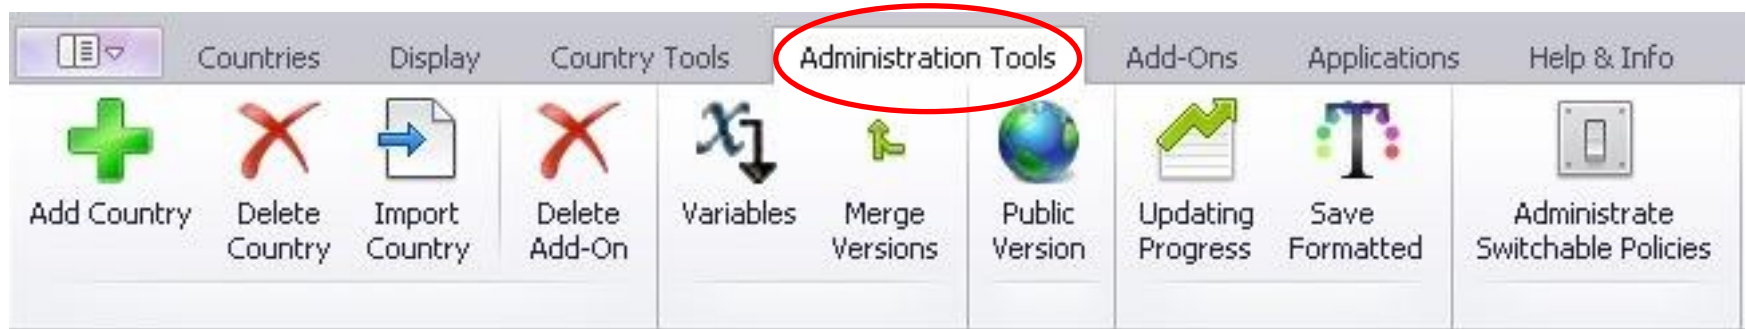 Countries Display Country Tools Administration Tools Add-Ons Applications Help & Info
Add Country
Delete
Country
Import
Country
Delete
Add-On
Variables
Merge
Versions
Public
Version
Updating
Progress
Save
Formatted
Administrate
Switchable Policies